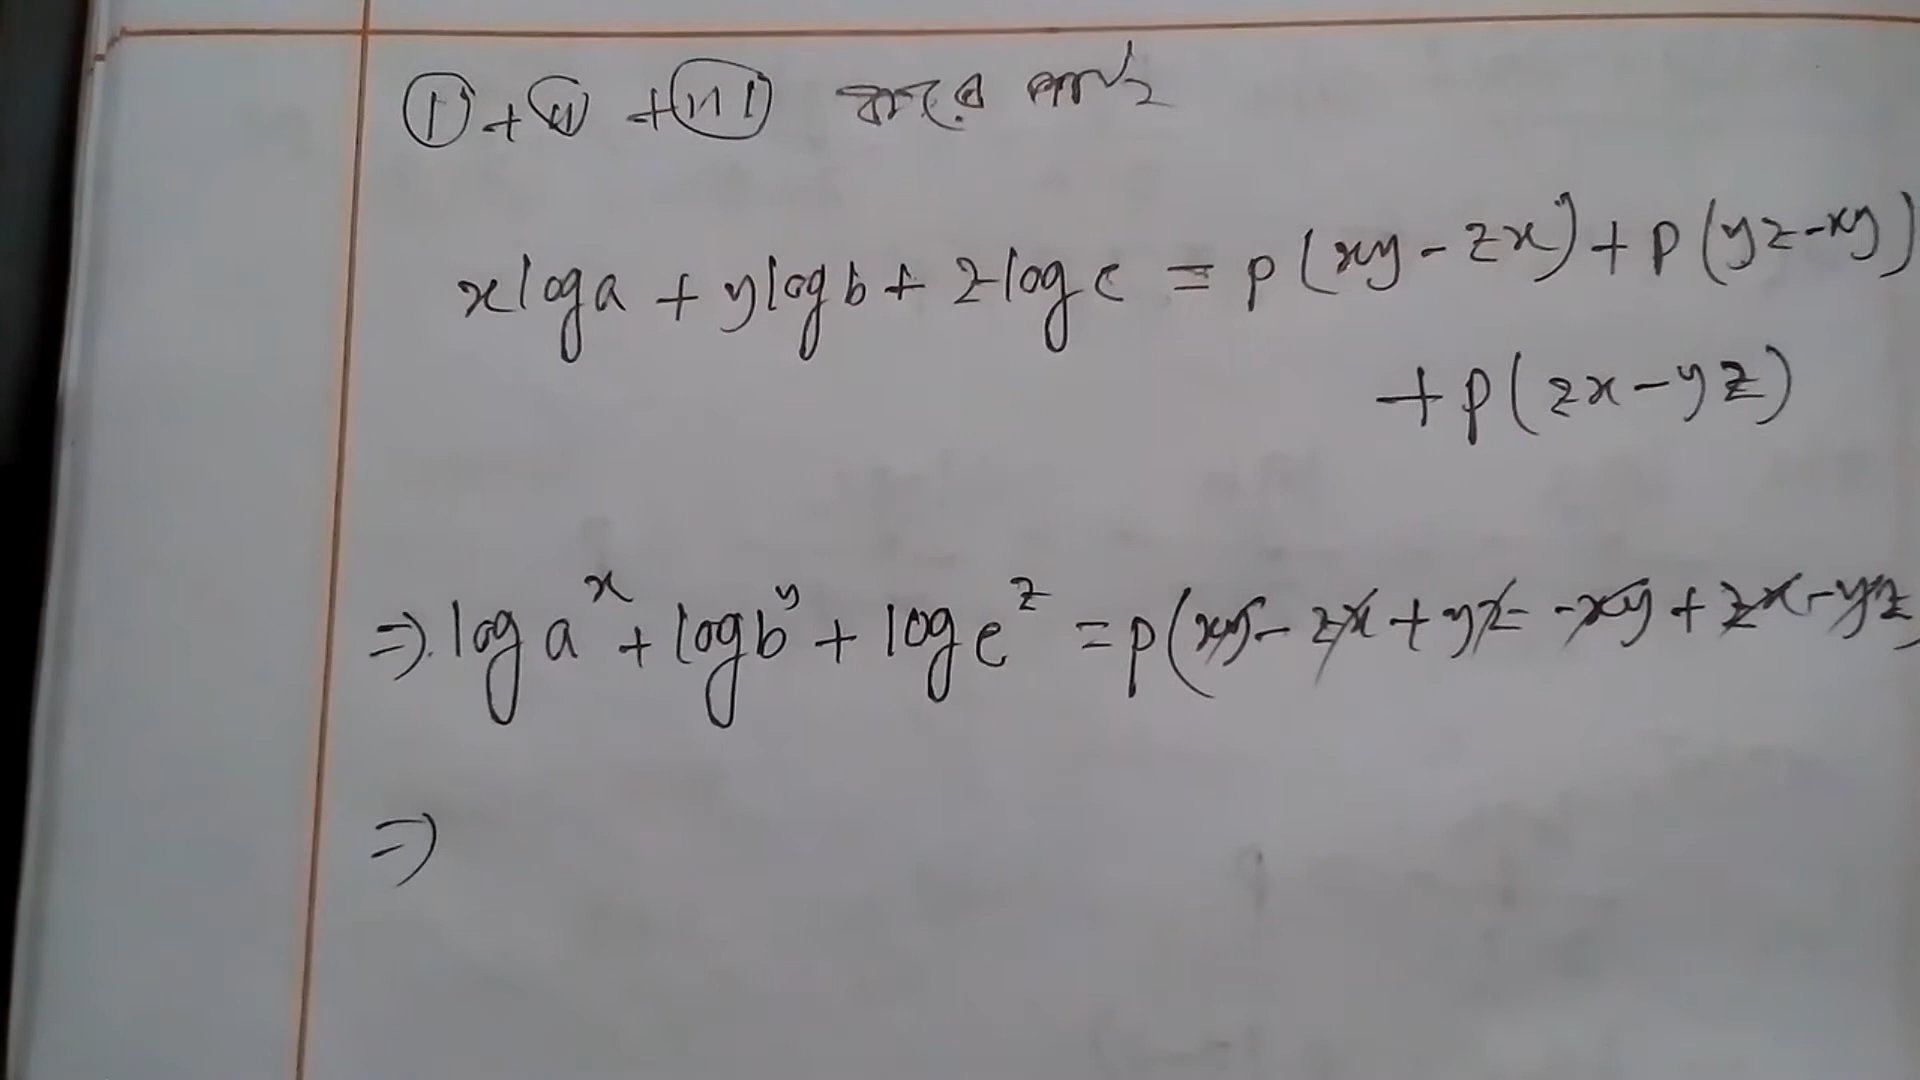 (i) + (ii) + (iii) করে পাই
x log a + y log b + z log c = p (xy - zx) + p (yz - xy)
+ p (zx - yz)
⇒ log a^x + log b^y + log c^z = p (xy - zx + yz - xy + zx - yz)
⇒